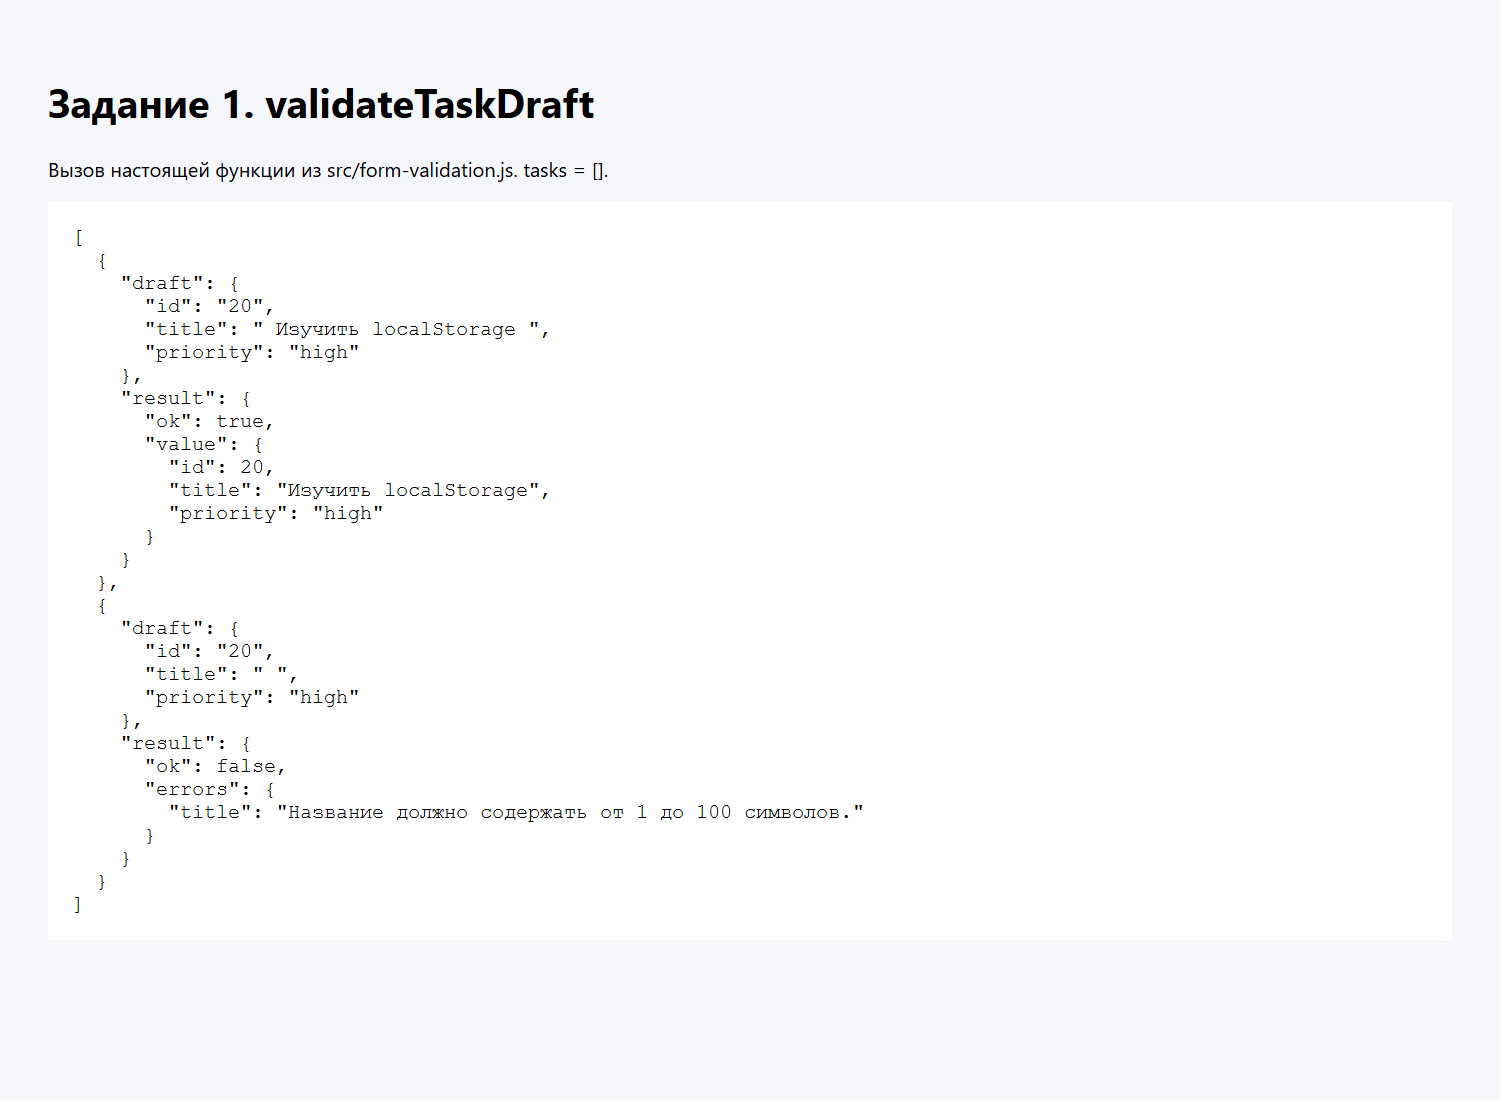 Задание 1. validateTaskDraft
Вызов настоящей функции из src/form-validation.js. tasks = [].
[
  {
    "draft": {
      "id": "20",
      "title": " Изучить localStorage ",
      "priority": "high"
    },
    "result": {
      "ok": true,
      "value": {
        "id": 20,
        "title": "Изучить localStorage",
        "priority": "high"
      }
    }
  },
  {
    "draft": {
      "id": "20",
      "title": " ",
      "priority": "high"
    },
    "result": {
      "ok": false,
      "errors": {
        "title": "Название должно содержать от 1 до 100 символов."
      }
    }
  }
]